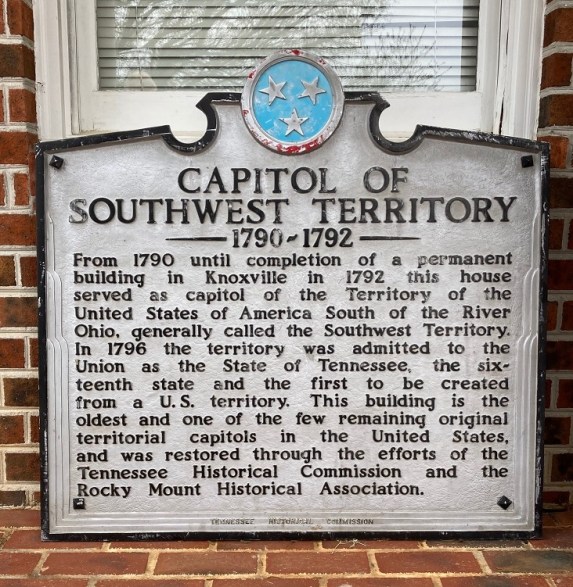 CAPITOL OF
SOUTHWEST TERRITORY
1790~1792
From 1790 until completion of a permanent
building in Knoxville in 1792 this house
served as capitol of the Territory of the
United States of America South of the River
Ohio, generally called the Southwest Territory.
In 1796 the territory was admitted to the
Union as the State of Tennessee, the six-
teenth state and the first to be created
from a U.S. territory. This building is the
oldest and one of the few remaining original
territorial capitols in the United States,
and was restored through the efforts of the
Tennessee Historical Commission and the
Rocky Mount Historical Association.
TENNESSEE HISTORICAL COMMISSION